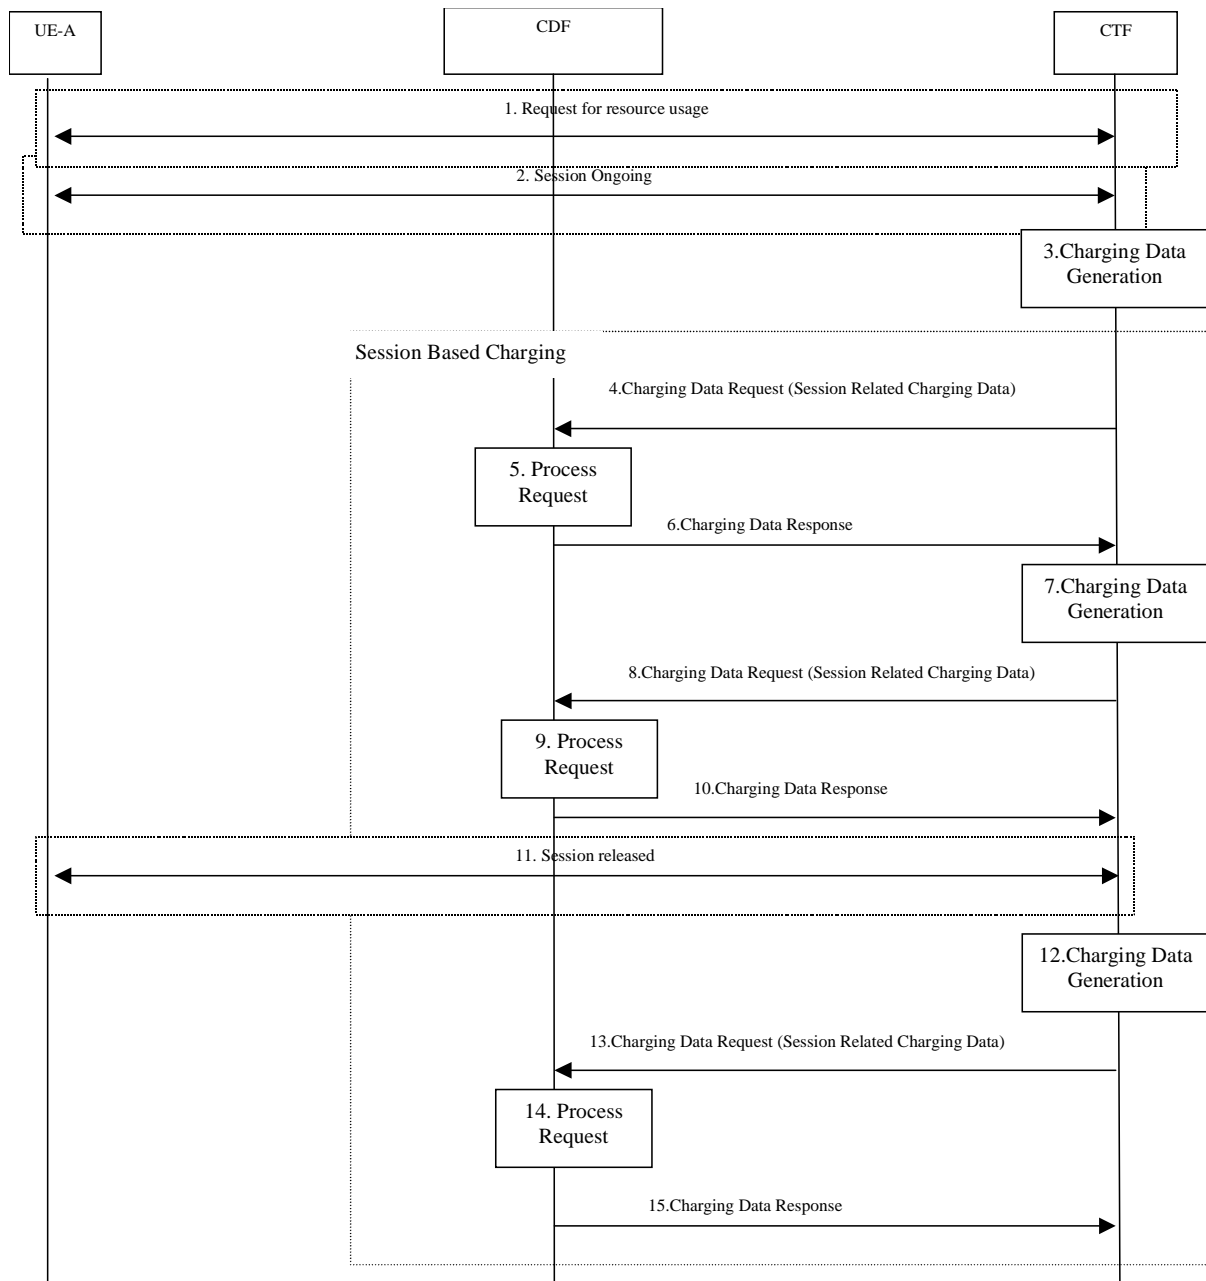 UE-A
CDF
CTF
1. Request for resource usage
2. Session Ongoing
3.Charging Data
Generation
Session Based Charging
4.Charging Data Request (Session Related Charging Data)
5. Process
Request
6.Charging Data Response
7.Charging Data
Generation
8.Charging Data Request (Session Related Charging Data)
9. Process
Request
10.Charging Data Response
11. Session released
12.Charging Data
Generation
13.Charging Data Request (Session Related Charging Data)
14. Process
Request
15.Charging Data Response